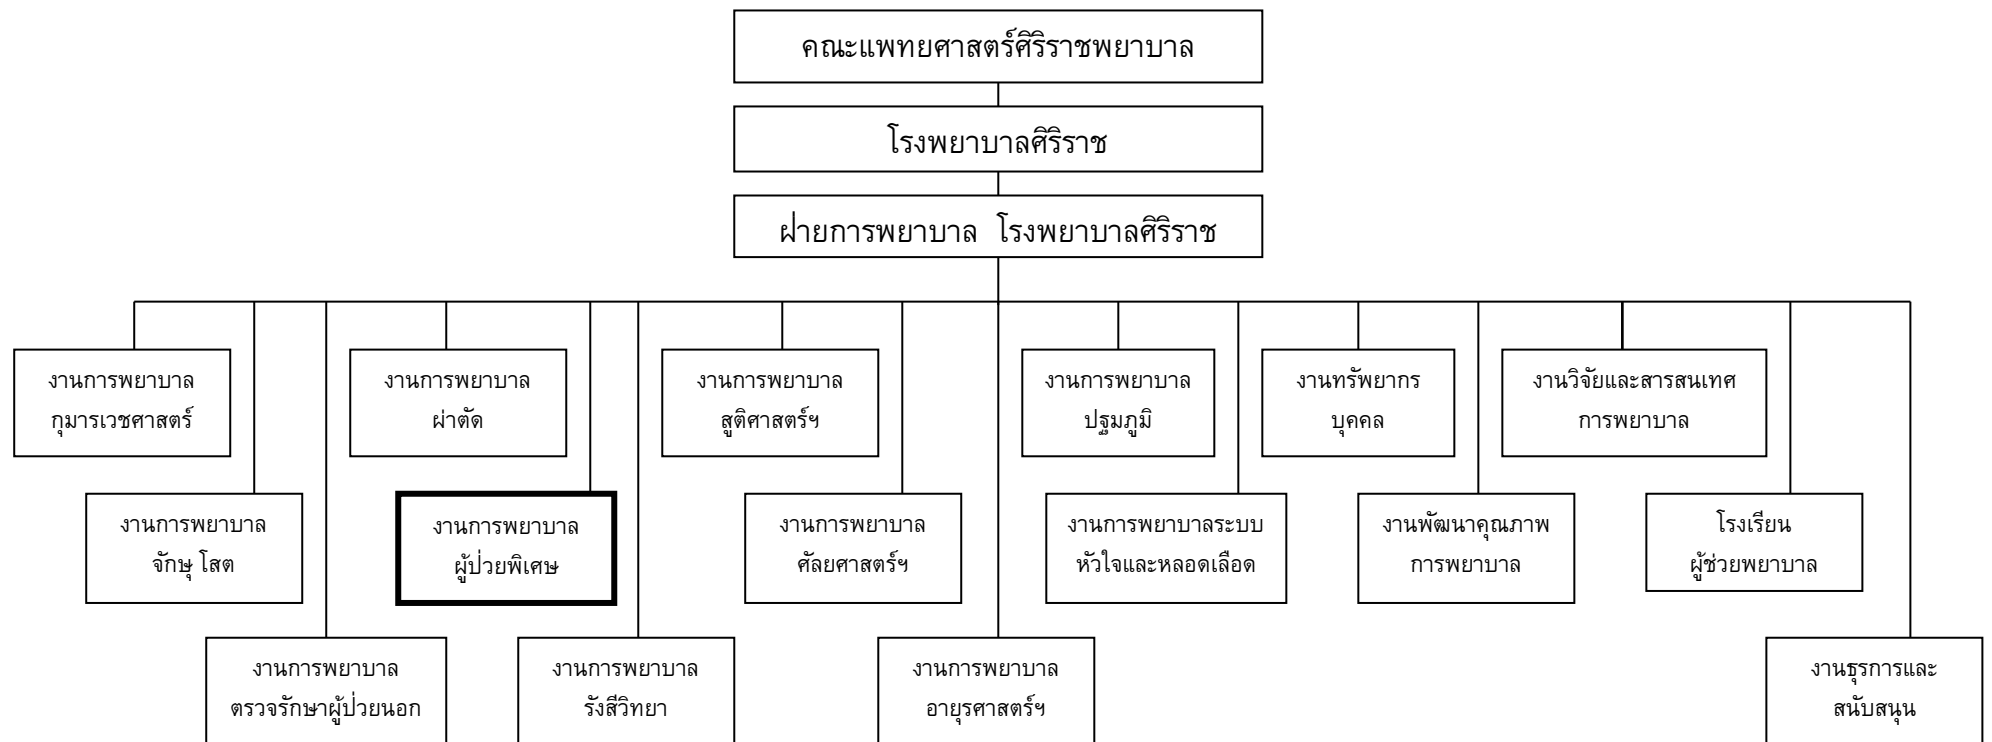 คณะแพทยศาสตร์ศิริราชพยาบาล
โรงพยาบาลศิริราช
ฝ่ายการพยาบาล โรงพยาบาลศิริราช
งานการพยาบาล
กุมารเวชศาสตร์
งานการพยาบาล
ผ่าตัด
งานการพยาบาล
สูติศาสตร์ฯ
งานการพยาบาล
ปฐมภูมิ
งานทรัพยากร
บุคคล
งานวิจัยและสารสนเทศ
การพยาบาล
งานการพยาบาล
จักษุ โสต
งานการพยาบาล
ผู้ป่วยพิเศษ
งานการพยาบาล
ศัลยศาสตร์ฯ
งานการพยาบาลระบบ
หัวใจและหลอดเลือด
งานพัฒนาคุณภาพ
การพยาบาล
โรงเรียน
ผู้ช่วยพยาบาล
งานการพยาบาล
ตรวจรักษาผู้ป่วยนอก
งานการพยาบาล
รังสีวิทยา
งานการพยาบาล
อายุรศาสตร์ฯ
งานธุรการและ
สนับสนุน